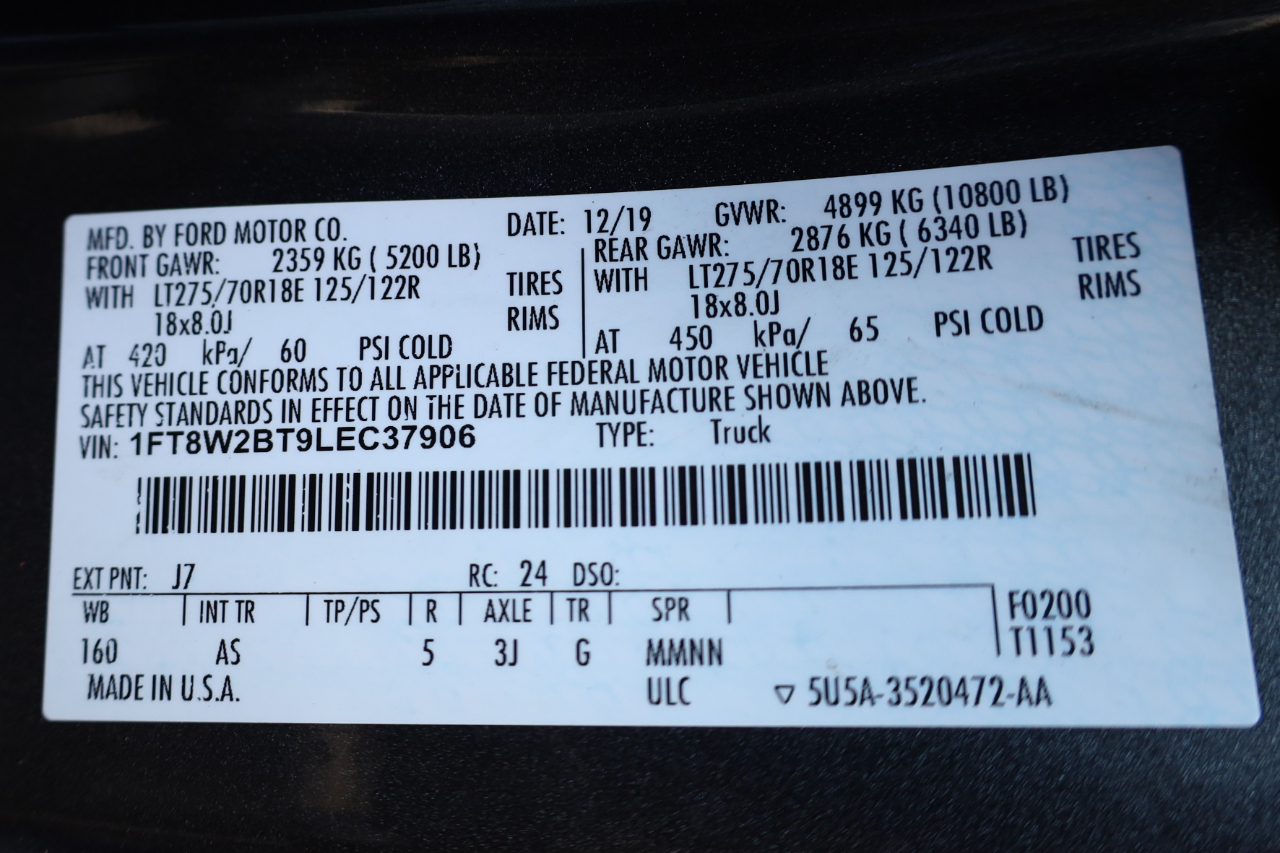 MFD. BY FORD MOTOR CO. DATE: 12/19 GVWR: 4899 KG (10800 LB)
FRONT GAWR: 2359 KG ( 5200 LB) REAR GAWR: 2876 KG ( 6340 LB)
WITH LT275/70R18E 125/122R TIRES WITH LT275/70R18E 125/122R TIRES
18x8.0J RIMS 18x8.0J RIMS
AT 420 kPa/ 60 PSI COLD AT 450 kPa/ 65 PSI COLD
THIS VEHICLE CONFORMS TO ALL APPLICABLE FEDERAL MOTOR VEHICLE
SAFETY STANDARDS IN EFFECT ON THE DATE OF MANUFACTURE SHOWN ABOVE.
VIN: 1FT8W2BT9LEC37906 TYPE: Truck
EXT PNT: J7 RC: 24 DSO:
WB INT TR TP/PS R AXLE TR SPR F0200
160 AS 5 3J G MMNN T1153
MADE IN U.S.A. ULC ▽ 5U5A-3520472-AA